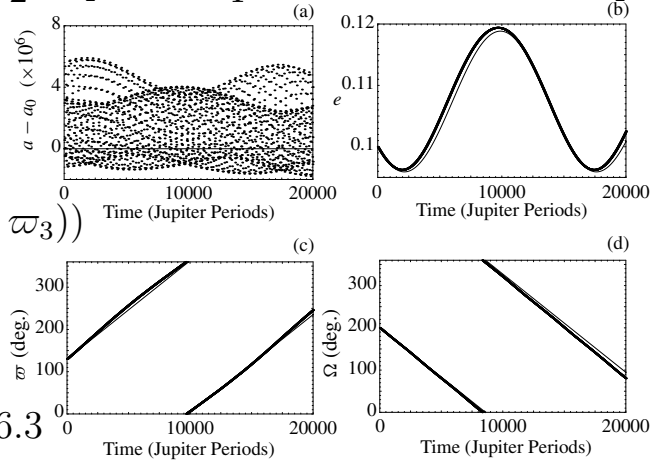 (a)
a − a₀ (×10⁶)
8
4
0
0 10000 20000
Time (Jupiter Periods)
(b)
e
0.12
0.11
0.1
0 10000 20000
Time (Jupiter Periods)
ϖ₃))
(c)
ϖ (deg.)
300
200
100
0
0 10000 20000
Time (Jupiter Periods)
(d)
Ω (deg.)
300
200
100
0
0 10000 20000
Time (Jupiter Periods)
6.3